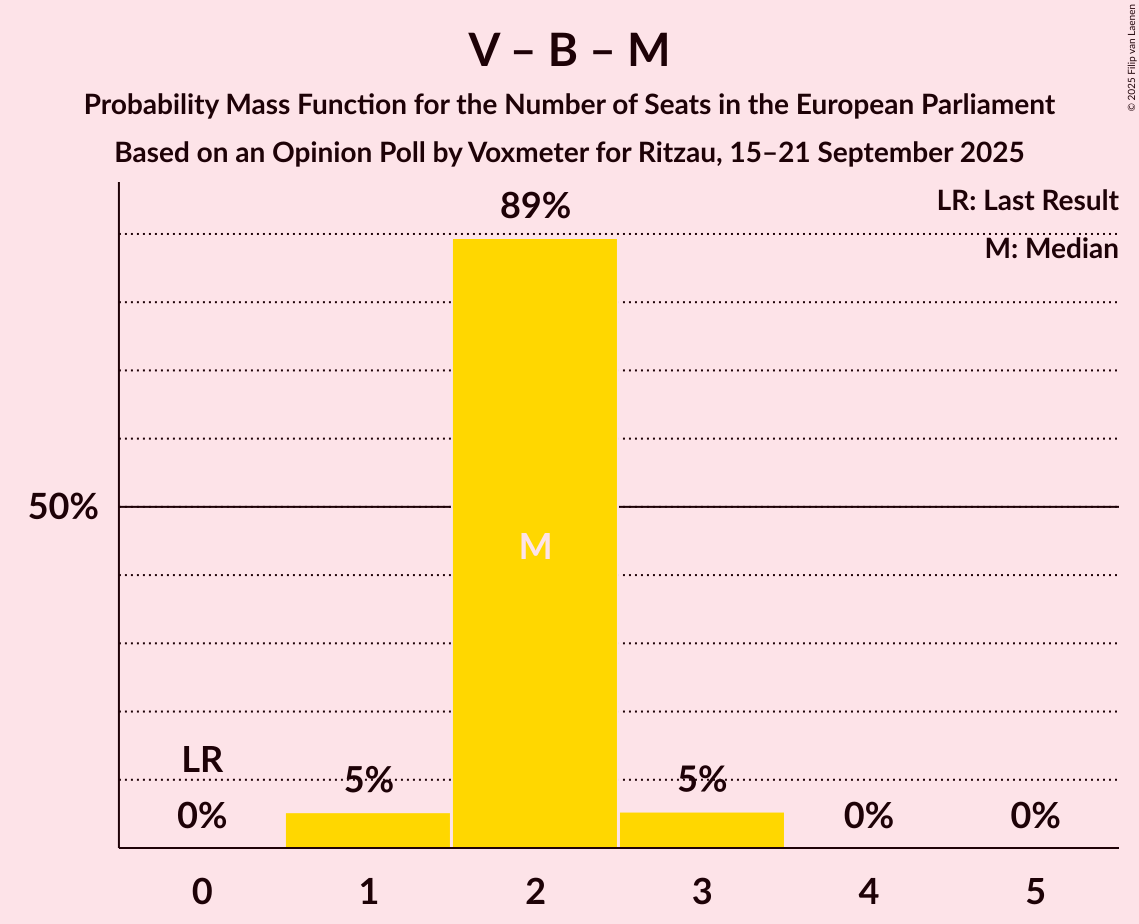 V – B – M
Probability Mass Function for the Number of Seats in the European Parliament
Based on an Opinion Poll by Voxmeter for Ritzau, 15–21 September 2025
© 2025 Filip van Laenen
LR: Last Result
M: Median
89%
50%
M
LR
0%
5%
5%
0%
0%
0 1 2 3 4 5